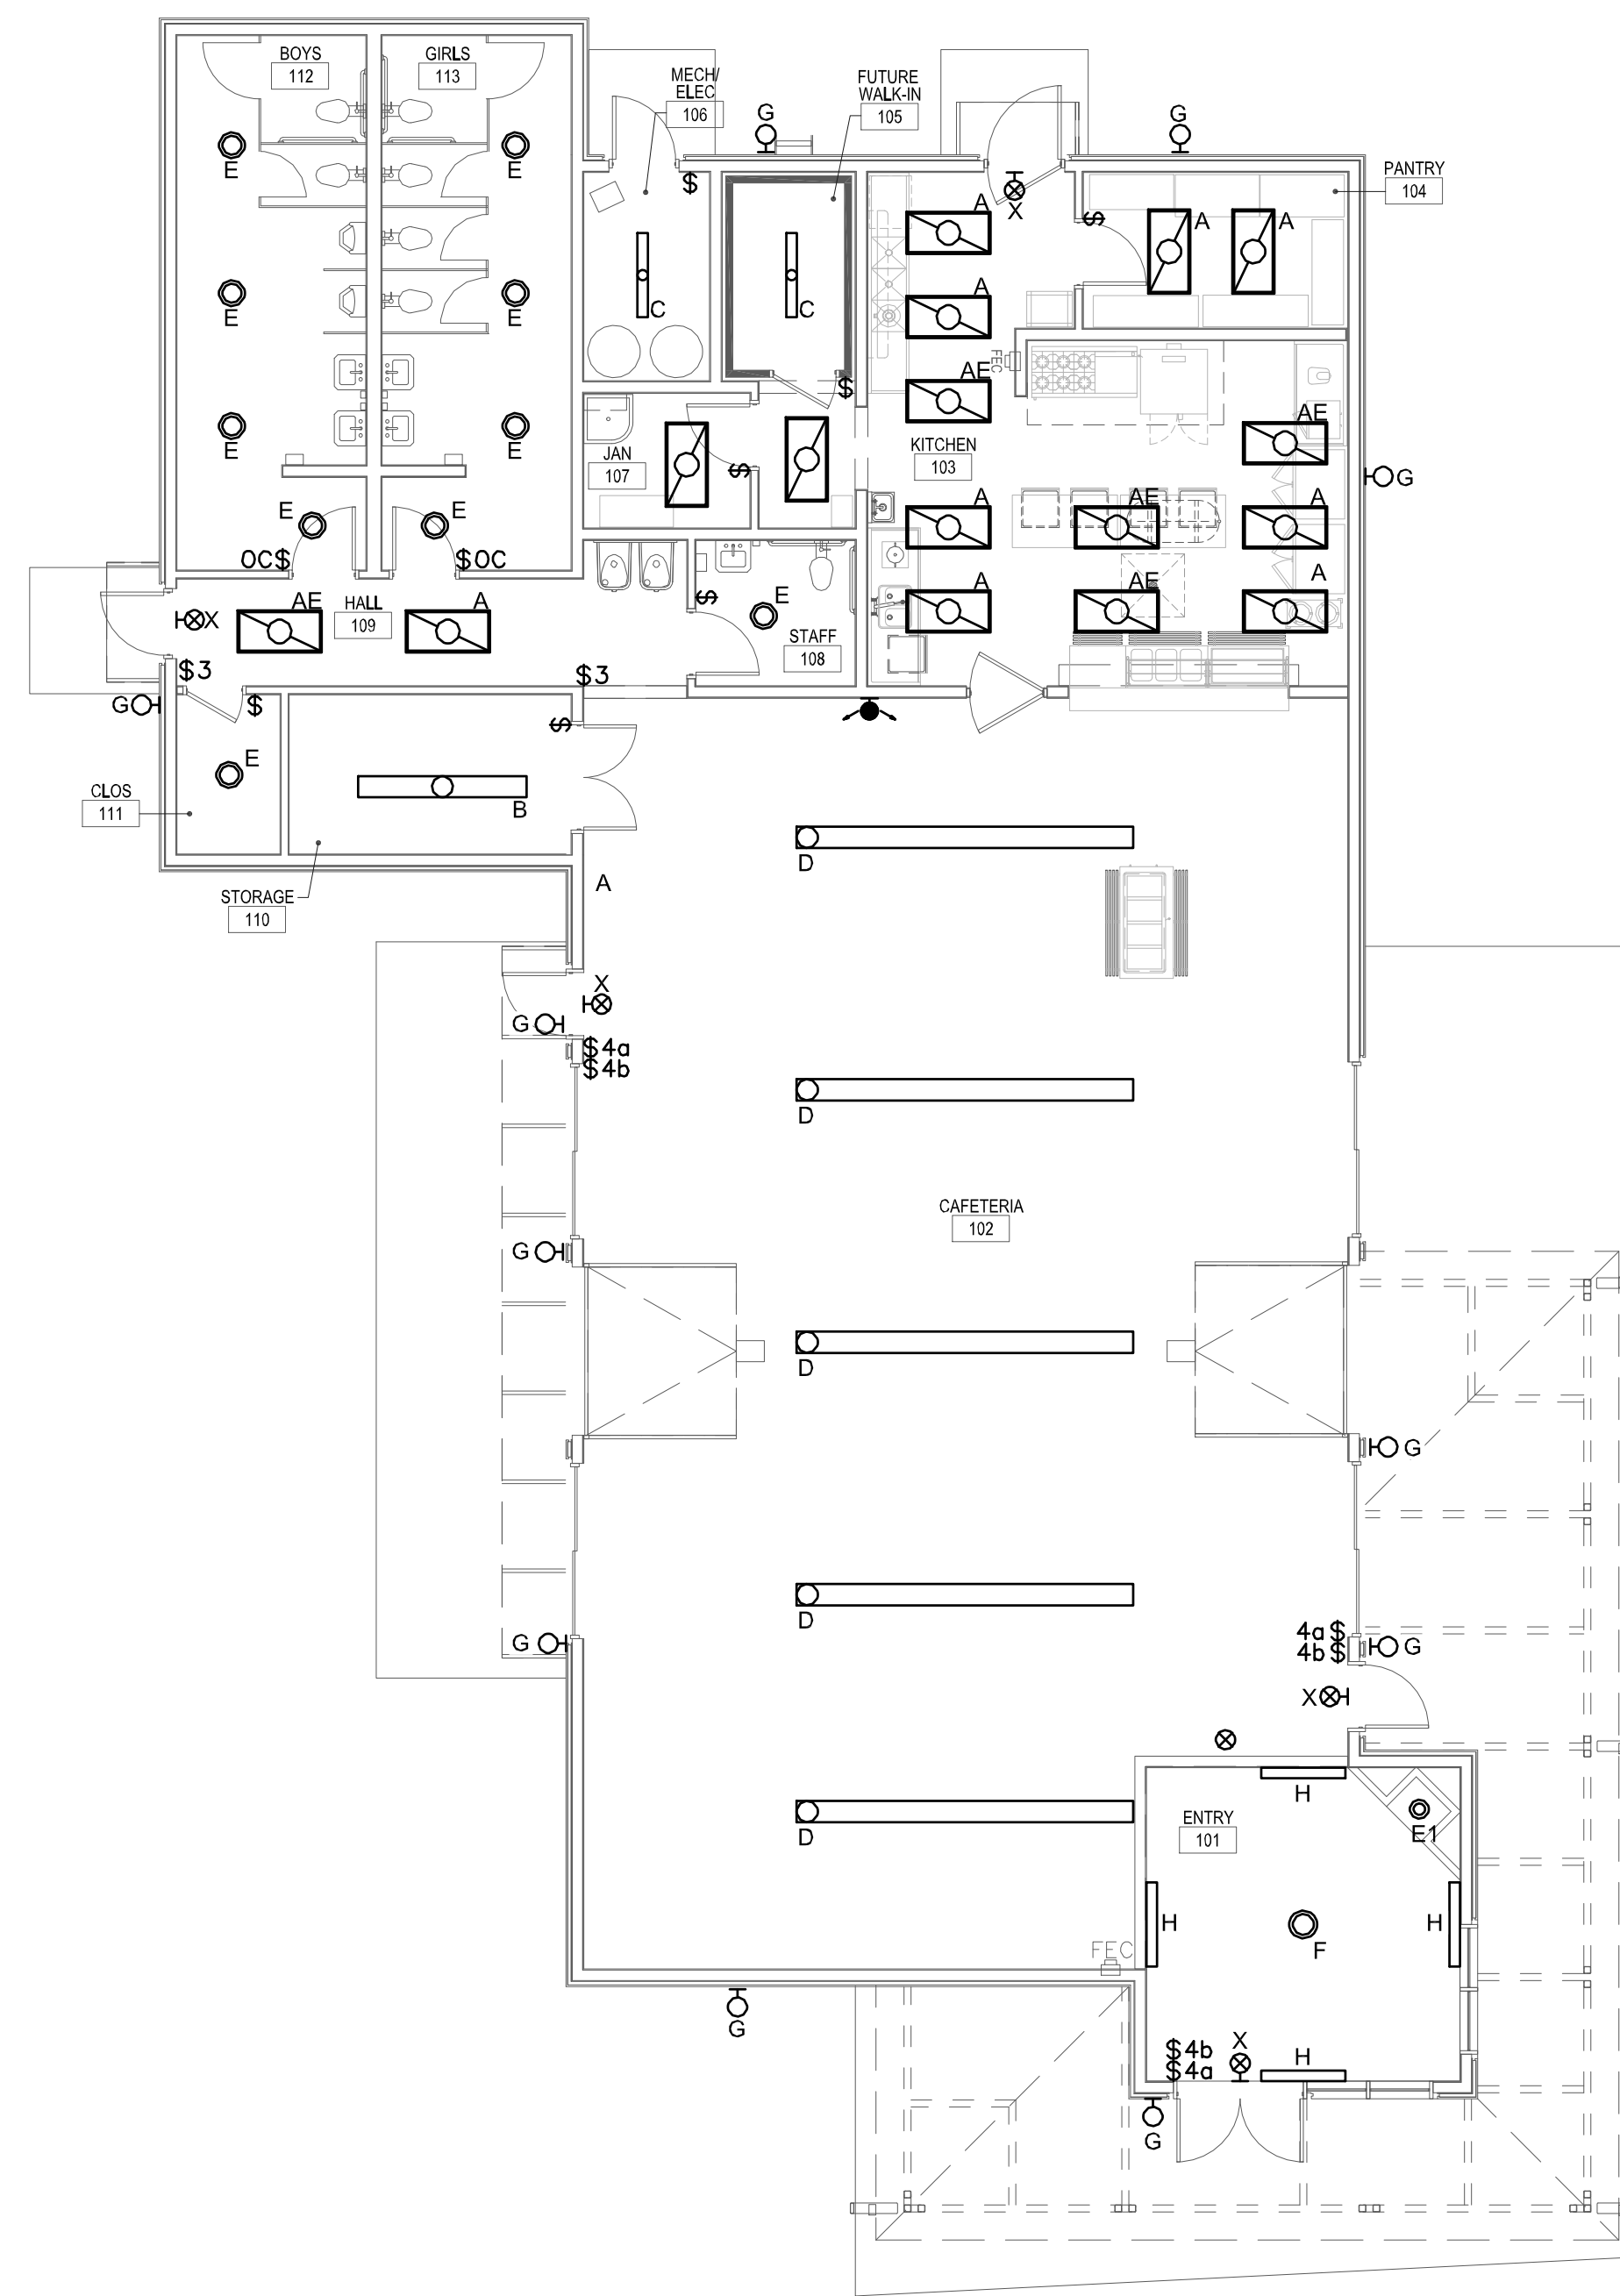 BOYS
112
GIRLS
113
MECH/
ELEC
106
FUTURE
WALK-IN
105
G
G
PANTRY
104
E
E
$
X
A
$
A
A
E
E
C
C
A
FEC
$
AE
E
E
JAN
107
$
KITCHEN
103
AE
E
E
A
AE
A
OC$
$OC
AE
HALL
109
A
X
$
E
STAFF
108
A
AE
A
G
$3
$3
G
$
$
E
CLOS
111
B
STORAGE
110
A
D
X
G
$4a
$4b
D
CAFETERIA
102
G
D
G
D
G
4a$
4b$
G
X
H
ENTRY
101
E1
D
H
H
F
FEC
G
$4b
$4a
X
H
G